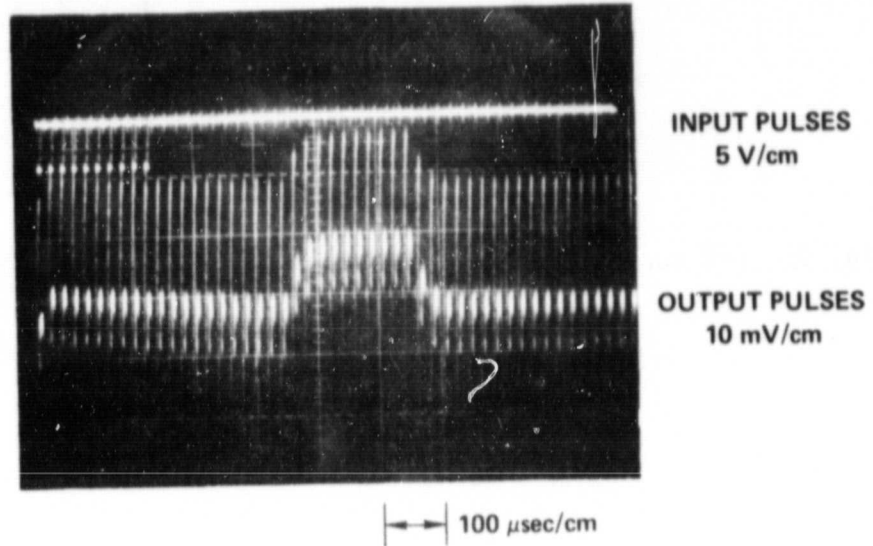 INPUT PULSES
5 V/cm
OUTPUT PULSES
10 mV/cm
100 μsec/cm